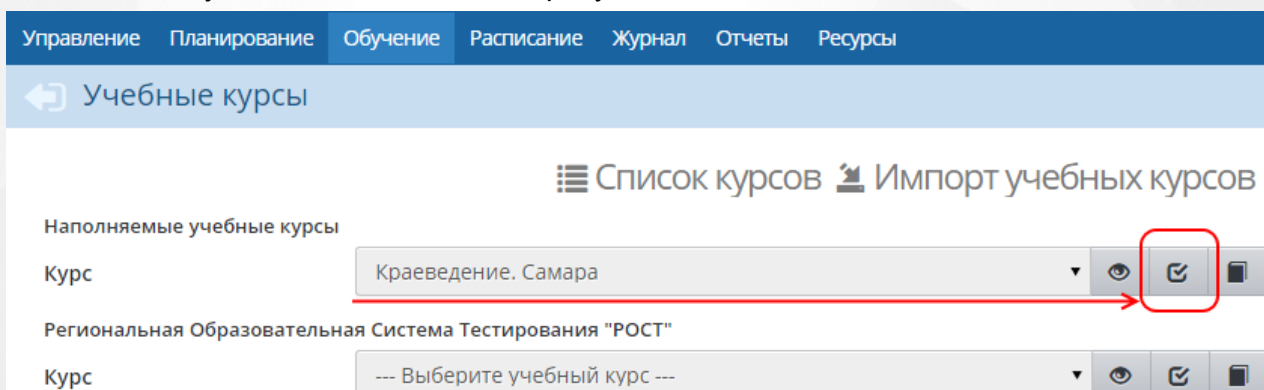 Управление Планирование Обучение Расписание Журнал Отчеты Ресурсы
Учебные курсы
Список курсов Импорт учебных курсов
Наполняемые учебные курсы
Курс Краеведение. Самара
Региональная Образовательная Система Тестирования "РОСТ"
Курс --- Выберите учебный курс ---